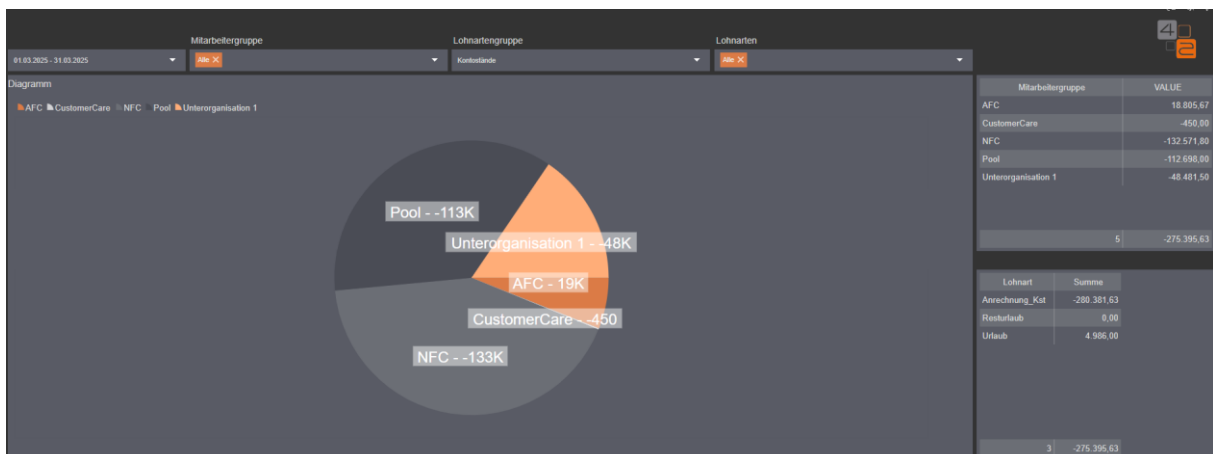 Mitarbeitergruppe Lohnartengruppe Lohnarten
01.03.2025 - 31.03.2025 Alle X Kontostände Alle X
42
Diagramm
AFC CustomerCare NFC Pool Unterorganisation 1
Pool - -113K
Unterorganisation 1 - -48K
AFC - 19K
CustomerCare - -450
NFC - -133K
Mitarbeitergruppe VALUE
AFC 18.805,67
CustomerCare -450,00
NFC -132.571,80
Pool -112.698,00
Unterorganisation 1 -48.481,50
5 -275.395,63
Lohnart Summe
Anrechnung_Kst -280.381,63
Resturlaub 0,00
Urlaub 4.986,00
3 -275.395,63